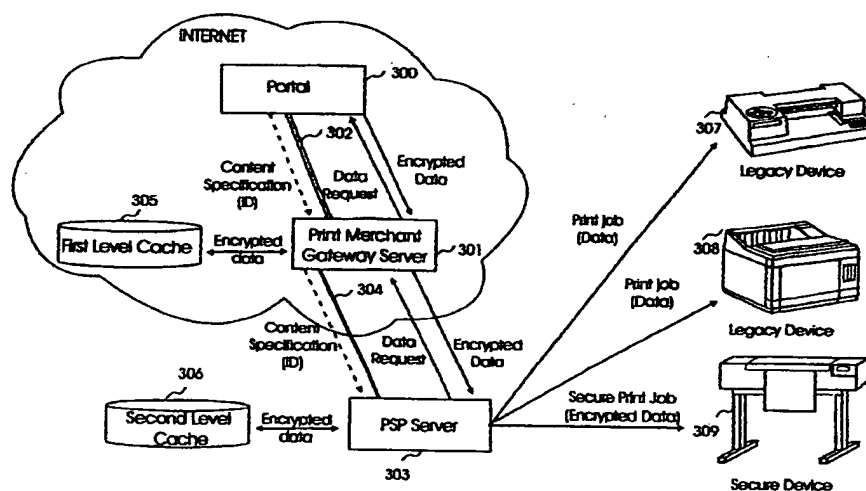 INTERNET
Portal
300
302
Content
Specification
(ID)
Data
Request
Encrypted
Data
305
First Level Cache
Encrypted
data
Print Merchant
Gateway Server
301
304
Content
Specification
(ID)
Data
Request
Encrypted
Data
306
Second Level
Cache
Encrypted
data
PSP Server
303
Print Job
(Data)
Print Job
(Data)
Secure Print Job
(Encrypted Data)
307
Legacy Device
308
Legacy Device
309
Secure Device